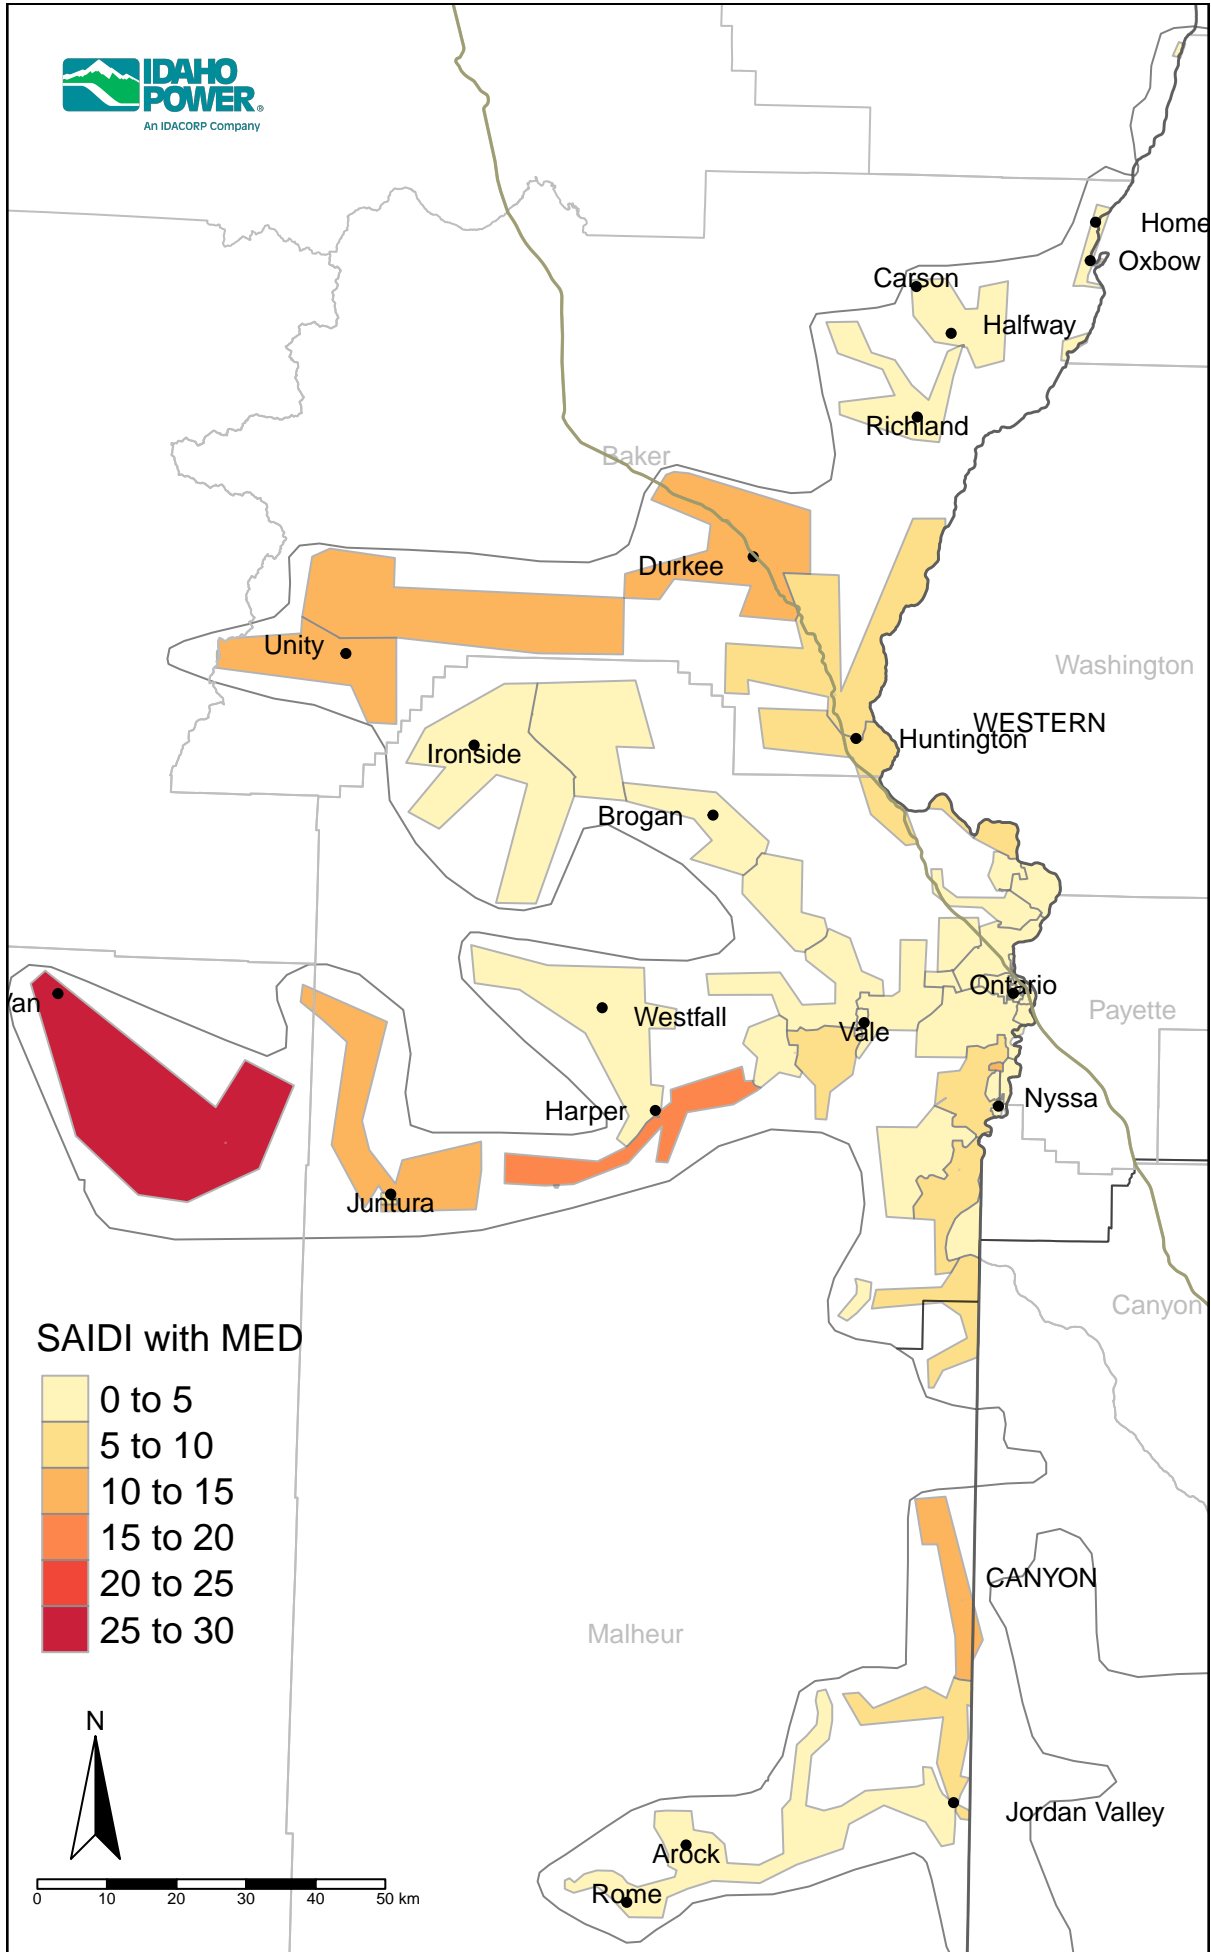 IDAHO
POWER®
An IDACORP Company
Home
Oxbow
Carson
Halfway
Richland
Baker
Durkee
Unity
Washington
WESTERN
Huntington
Ironside
Brogan
Ontario
Van
Westfall
Vale
Payette
Harper
Nyssa
Juntura
Canyon
SAIDI with MED
0 to 5
5 to 10
10 to 15
15 to 20
20 to 25
25 to 30
CANYON
Malheur
N
Jordan Valley
Arock
Rome
0 10 20 30 40 50 km